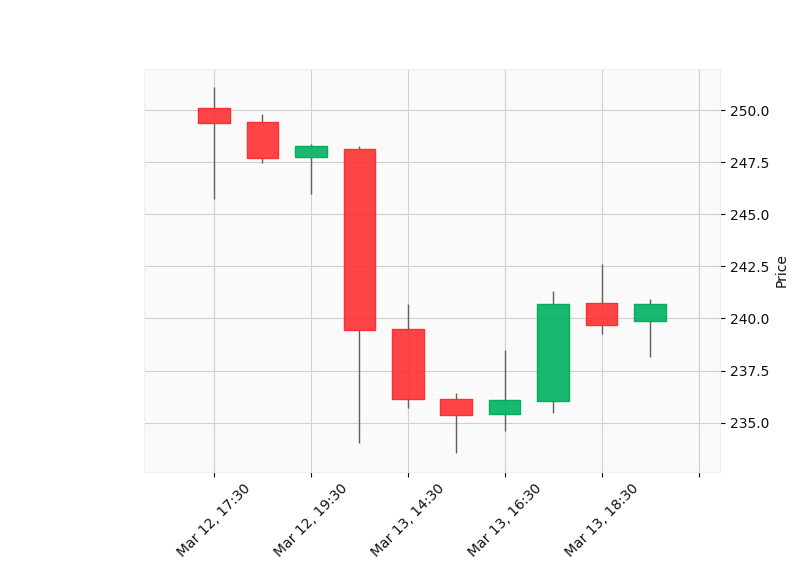 250.0
247.5
245.0
242.5
240.0
237.5
235.0
Price
Mar 12, 17:30
Mar 12, 19:30
Mar 13, 14:30
Mar 13, 16:30
Mar 13, 18:30